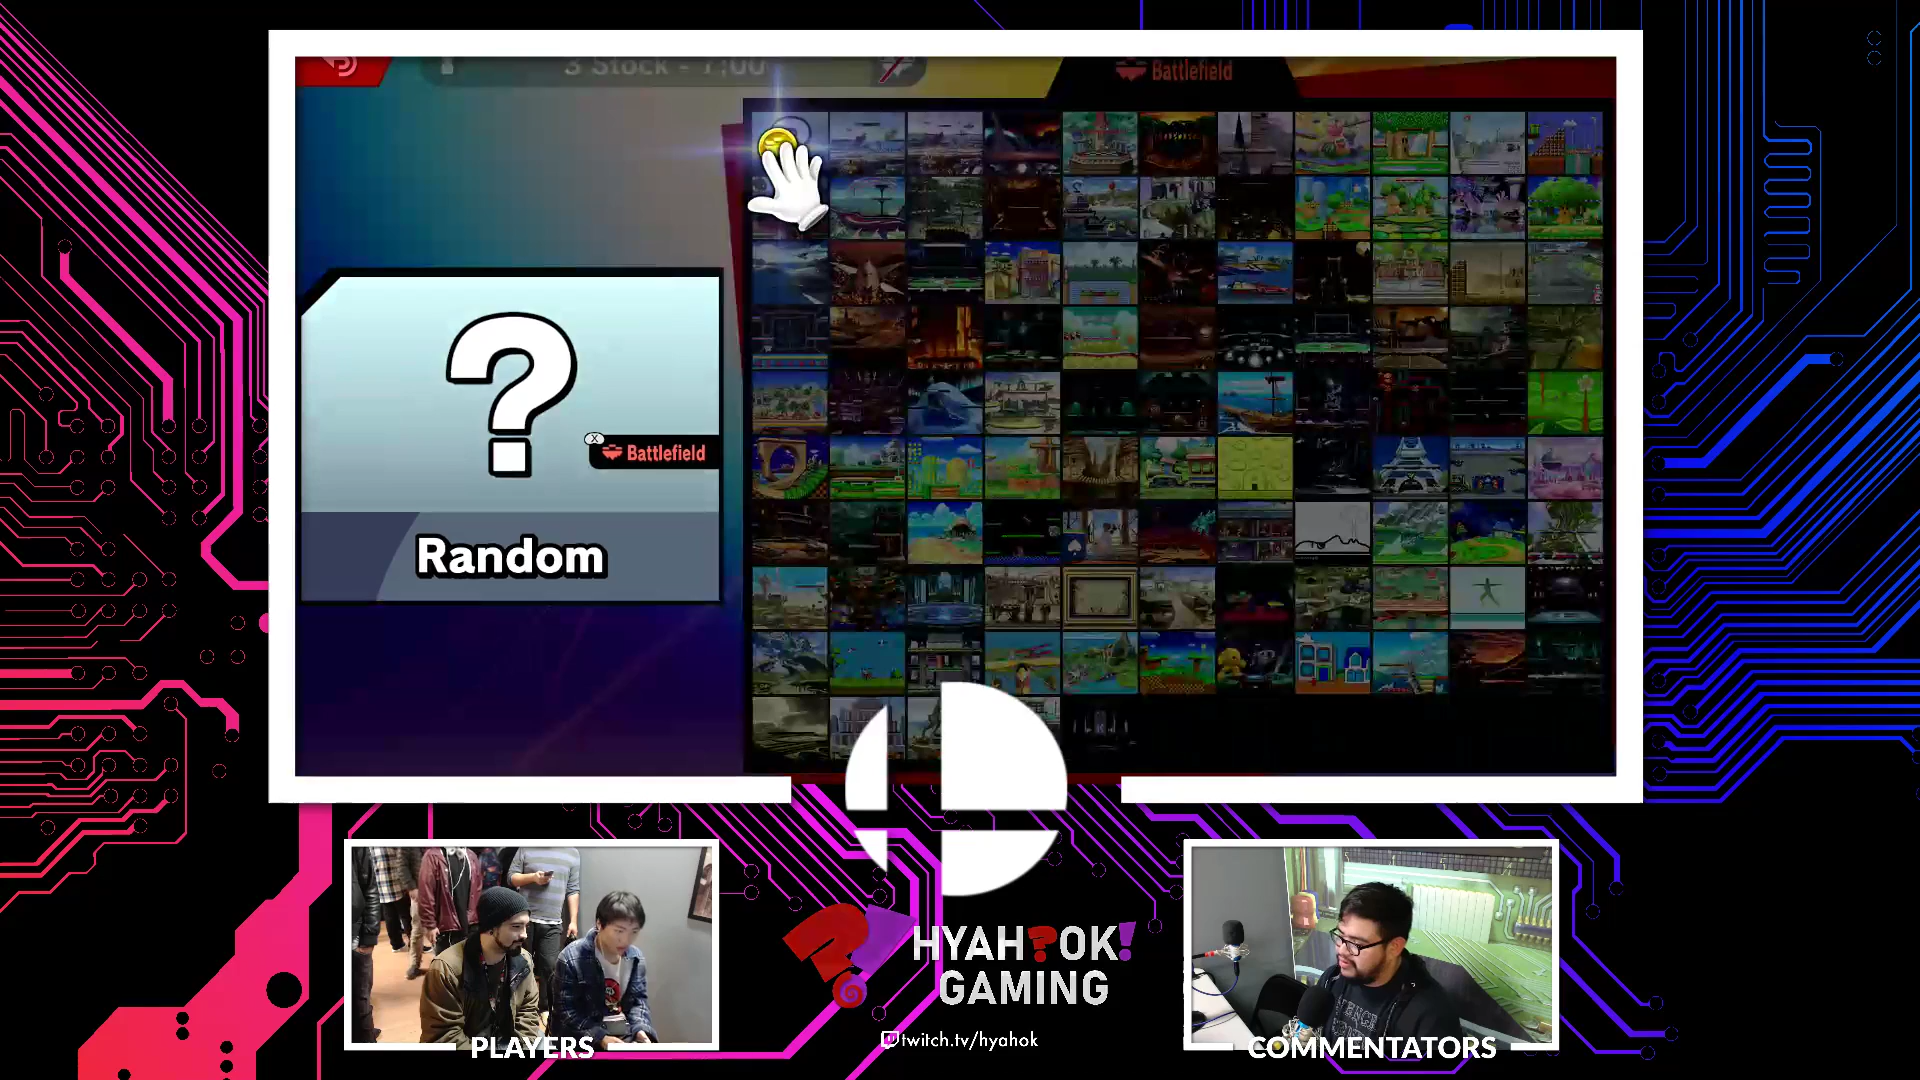 3 Stock - 7:00
Battlefield
X
Battlefield
Random
HYAH?OK!
GAMING
twitch.tv/hyahok
PLAYERS
COMMENTATORS